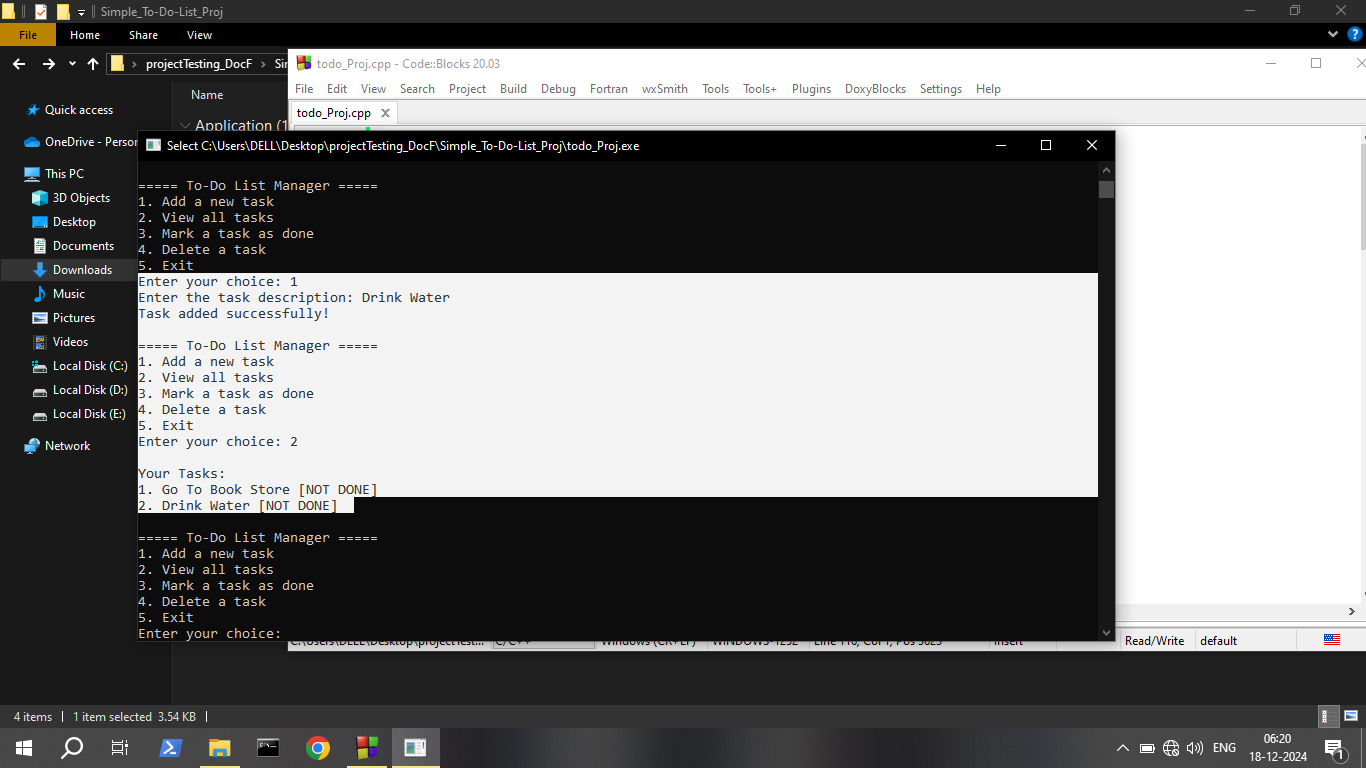 Simple_To-Do-List_Proj
File Home Share View
projectTesting_DocF
Name
Application (1
Quick access
OneDrive - Person
This PC
3D Objects
Desktop
Documents
Downloads
Music
Pictures
Videos
Local Disk (C:)
Local Disk (D:)
Local Disk (E:)
Network
todo_Proj.cpp - Code::Blocks 20.03
File Edit View Search Project Build Debug Fortran wxSmith Tools Tools+ Plugins DoxyBlocks Settings Help
todo_Proj.cpp
Select C:\Users\DELL\Desktop\projectTesting_DocF\Simple_To-Do-List_Proj\todo_Proj.exe
===== To-Do List Manager =====
1. Add a new task
2. View all tasks
3. Mark a task as done
4. Delete a task
5. Exit
Enter your choice: 1
Enter the task description: Drink Water
Task added successfully!
===== To-Do List Manager =====
1. Add a new task
2. View all tasks
3. Mark a task as done
4. Delete a task
5. Exit
Enter your choice: 2
Your Tasks:
1. Go To Book Store [NOT DONE]
2. Drink Water [NOT DONE]
===== To-Do List Manager =====
1. Add a new task
2. View all tasks
3. Mark a task as done
4. Delete a task
5. Exit
Enter your choice:
Read/Write default
4 items 1 item selected 3.54 KB
ENG
06:20
18-12-2024
1